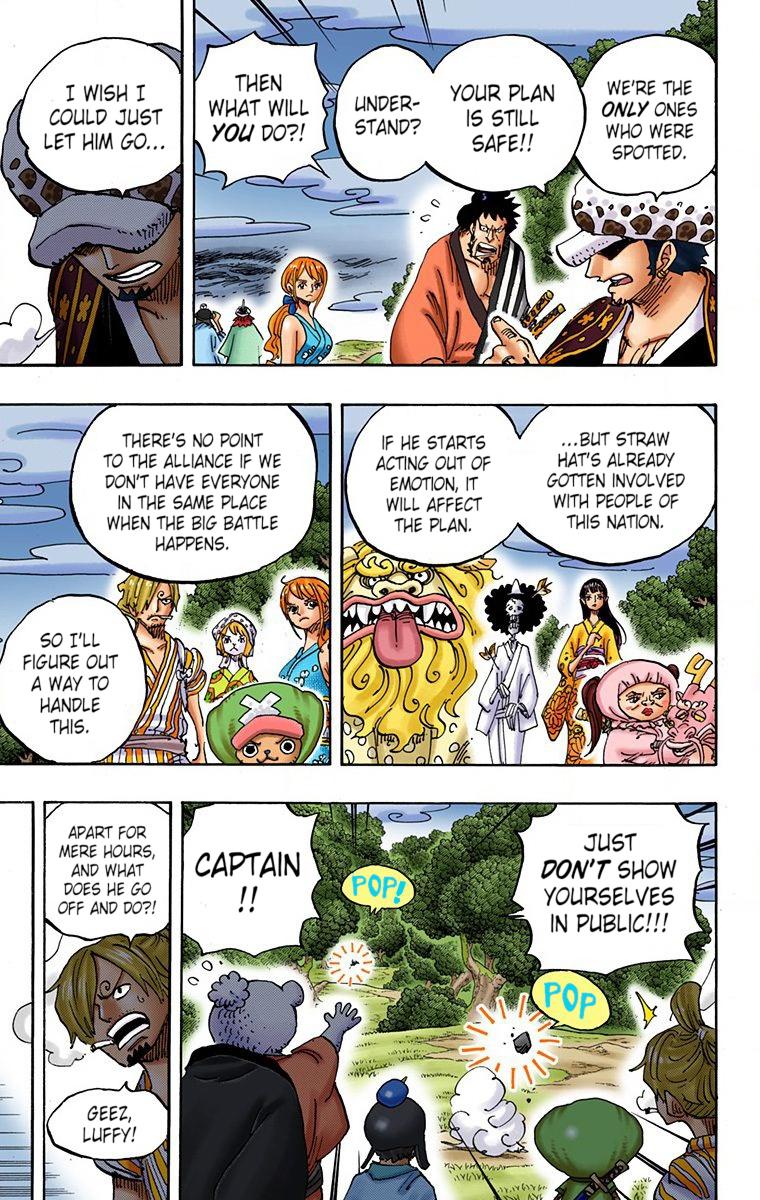 WE'RE THE
ONLY ONES
WHO WERE
SPOTTED.
YOUR PLAN
IS STILL
SAFE!!
UNDER-
STAND?
THEN
WHAT WILL
YOU DO?!
I WISH I
COULD JUST
LET HIM GO...
...BUT STRAW
HAT'S ALREADY
GOTTEN INVOLVED
WITH PEOPLE OF
THIS NATION.
IF HE STARTS
ACTING OUT OF
EMOTION, IT
WILL AFFECT
THE PLAN.
THERE'S NO POINT
TO THE ALLIANCE IF WE
DON'T HAVE EVERYONE
IN THE SAME PLACE
WHEN THE BIG BATTLE
HAPPENS.
SO I'LL
FIGURE OUT
A WAY TO
HANDLE
THIS.
JUST
DON'T SHOW
YOURSELVES
IN PUBLIC!!!
POP
POP!
CAPTAIN
!!
APART FOR
MERE HOURS,
AND WHAT
DOES HE GO
OFF AND DO?!
GEEZ,
LUFFY!